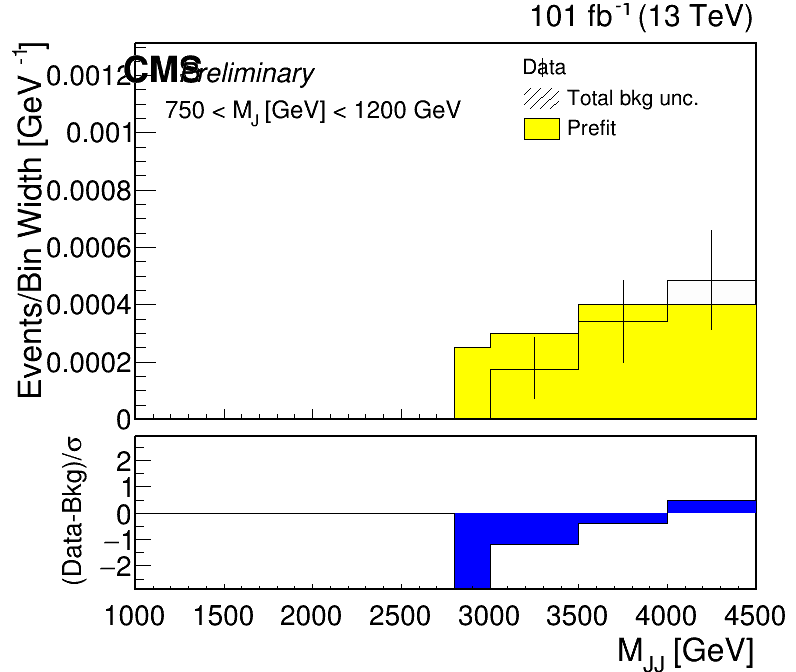 101 fb⁻¹ (13 TeV)
CMS Preliminary
750 < M_J [GeV] < 1200 GeV
Data
Total bkg unc.
Prefit
Events/Bin Width [GeV⁻¹]
0.0012
0.001
0.0008
0.0006
0.0004
0.0002
0
(Data-Bkg)/σ
2
1
0
−1
−2
1000 1500 2000 2500 3000 3500 4000 4500
M_JJ [GeV]